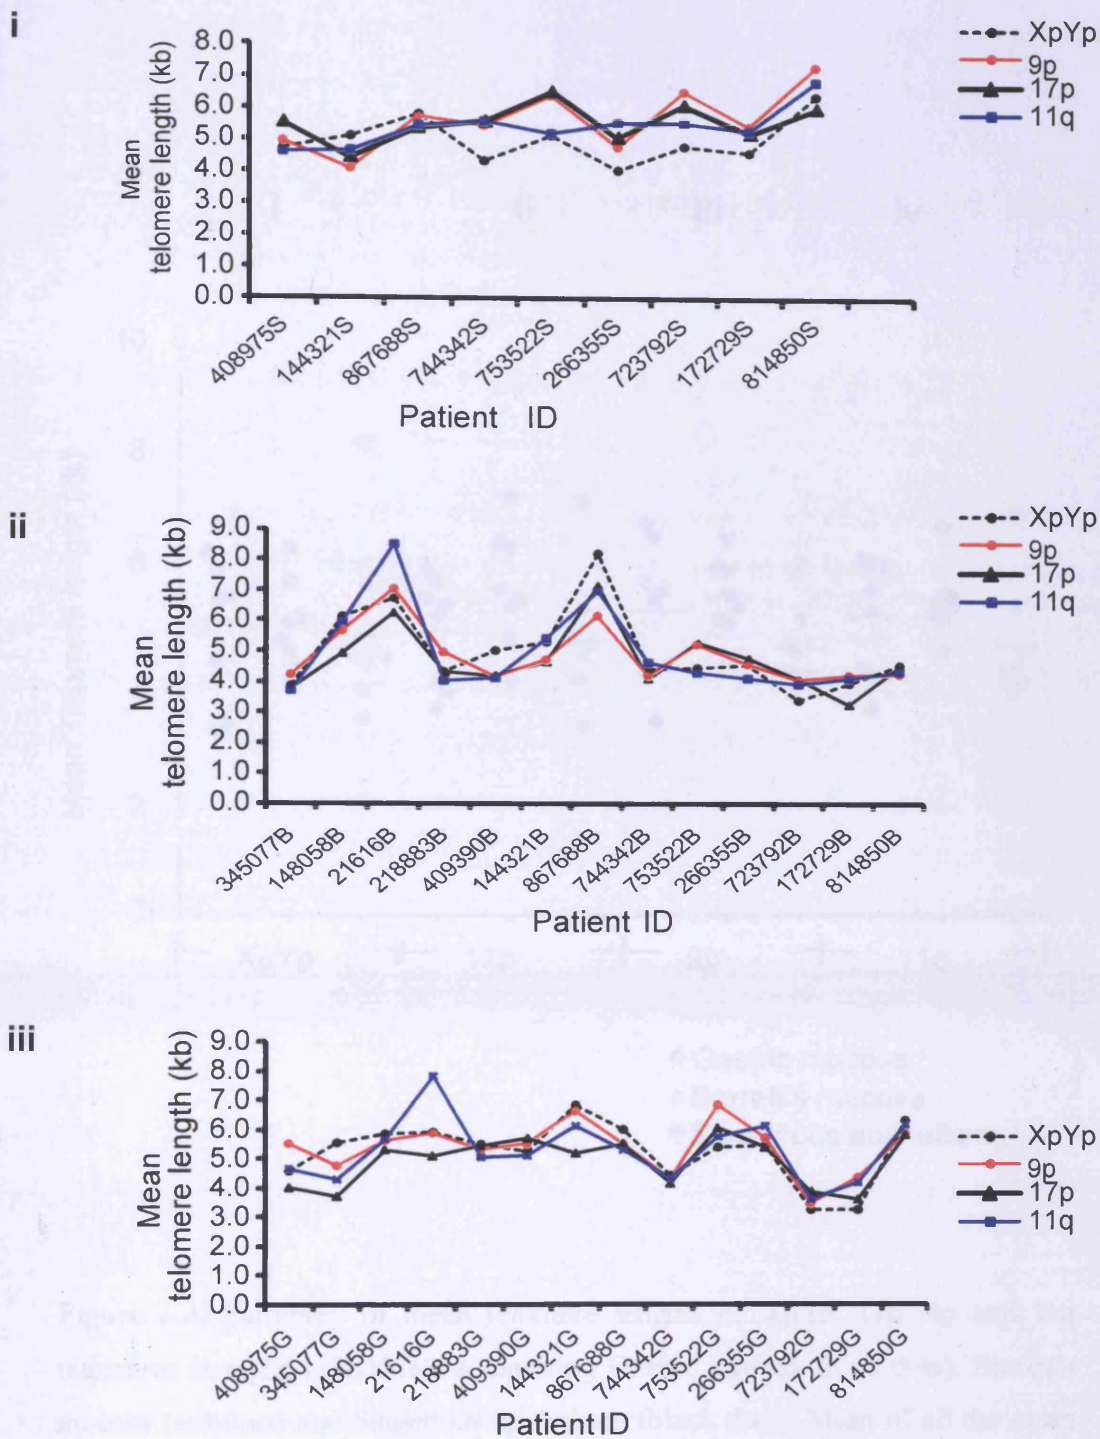 i
Mean
telomere length (kb)
8.0
7.0
6.0
5.0
4.0
3.0
2.0
1.0
0.0
408975S
144321S
867688S
744342S
753522S
266355S
723792S
172729S
814850S
Patient ID
XpYp
9p
17p
11q
ii
Mean
telomere length (kb)
9.0
8.0
7.0
6.0
5.0
4.0
3.0
2.0
1.0
0.0
345077B
148058B
21616B
218883B
409390B
144321B
867688B
744342B
753522B
266355B
723792B
172729B
814850B
Patient ID
XpYp
9p
17p
11q
iii
Mean
telomere length (kb)
9.0
8.0
7.0
6.0
5.0
4.0
3.0
2.0
1.0
0.0
408975G
345077G
148058G
21616G
218883G
409390G
144321G
867688G
744342G
753522G
266355G
723792G
172729G
814850G
Patient ID
XpYp
9p
17p
11q